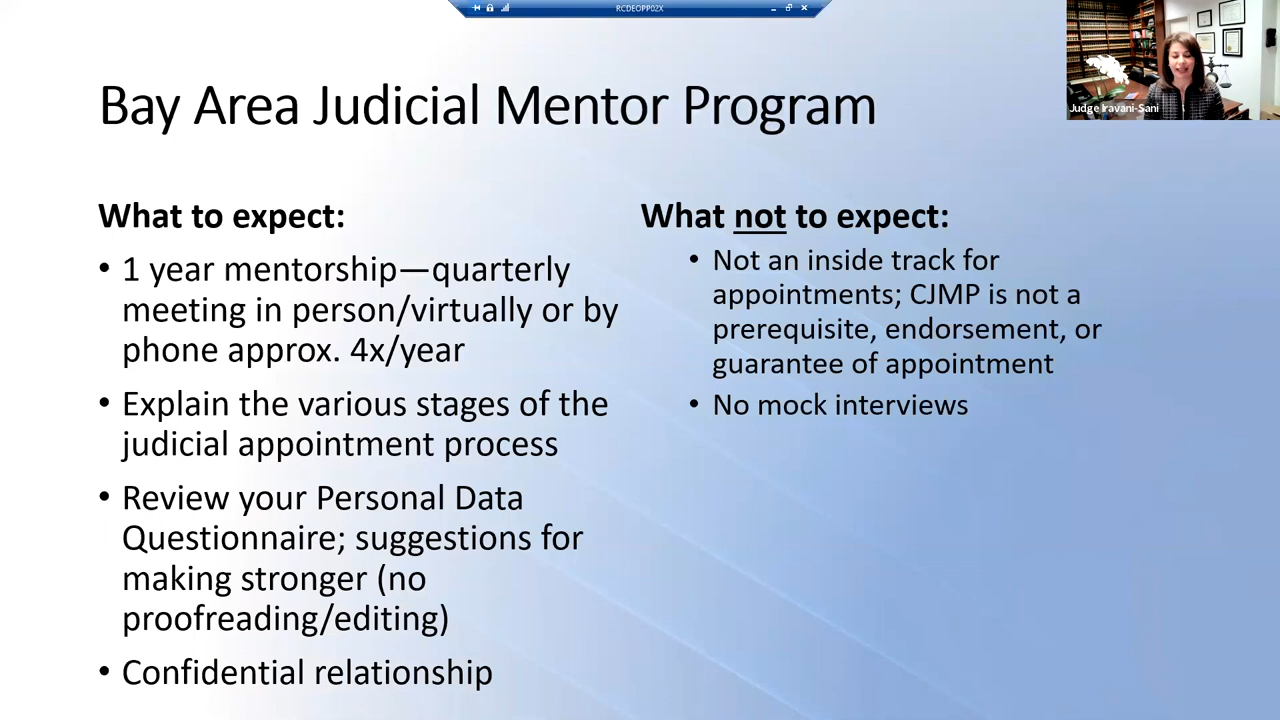 RCDEOPP02X
Judge Iravani-Sani
Bay Area Judicial Mentor Program
What to expect:
• 1 year mentorship—quarterly
meeting in person/virtually or by
phone approx. 4x/year
• Explain the various stages of the
judicial appointment process
• Review your Personal Data
Questionnaire; suggestions for
making stronger (no
proofreading/editing)
• Confidential relationship
What not to expect:
• Not an inside track for
appointments; CJMP is not a
prerequisite, endorsement, or
guarantee of appointment
• No mock interviews